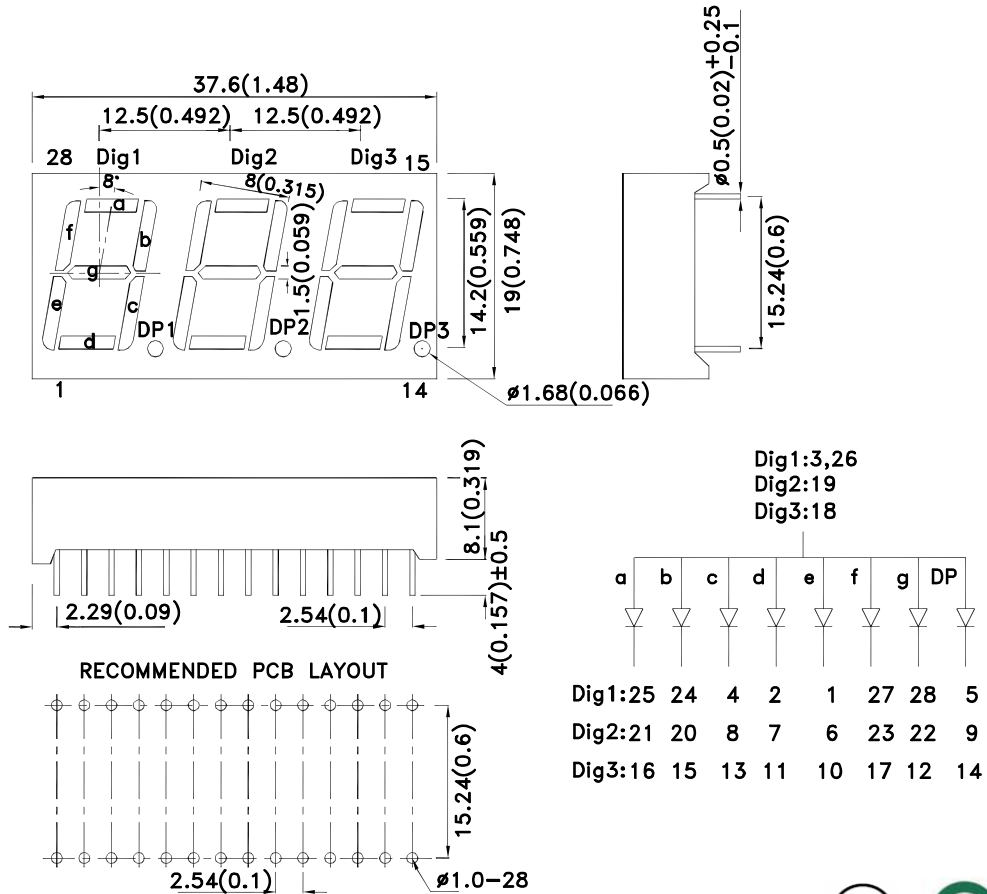 37.6(1.48)
12.5(0.492)
12.5(0.492)
28
Dig1
Dig2
Dig3
15
8°
8(0.315)
a
f
b
g
e
c
d
DP1
DP2
DP3
1.5(0.059)
14.2(0.559)
19(0.748)
1
14
ø1.68(0.066)
ø0.5(0.02)+0.25
-0.1
15.24(0.6)
8.1(0.319)
4(0.157)±0.5
2.29(0.09)
2.54(0.1)
RECOMMENDED PCB LAYOUT
15.24(0.6)
2.54(0.1)
ø1.0-28
Dig1:3,26
Dig2:19
Dig3:18
a b c d e f g DP
Dig1:25 24 4 2 1 27 28 5
Dig2:21 20 8 7 6 23 22 9
Dig3:16 15 13 11 10 17 12 14